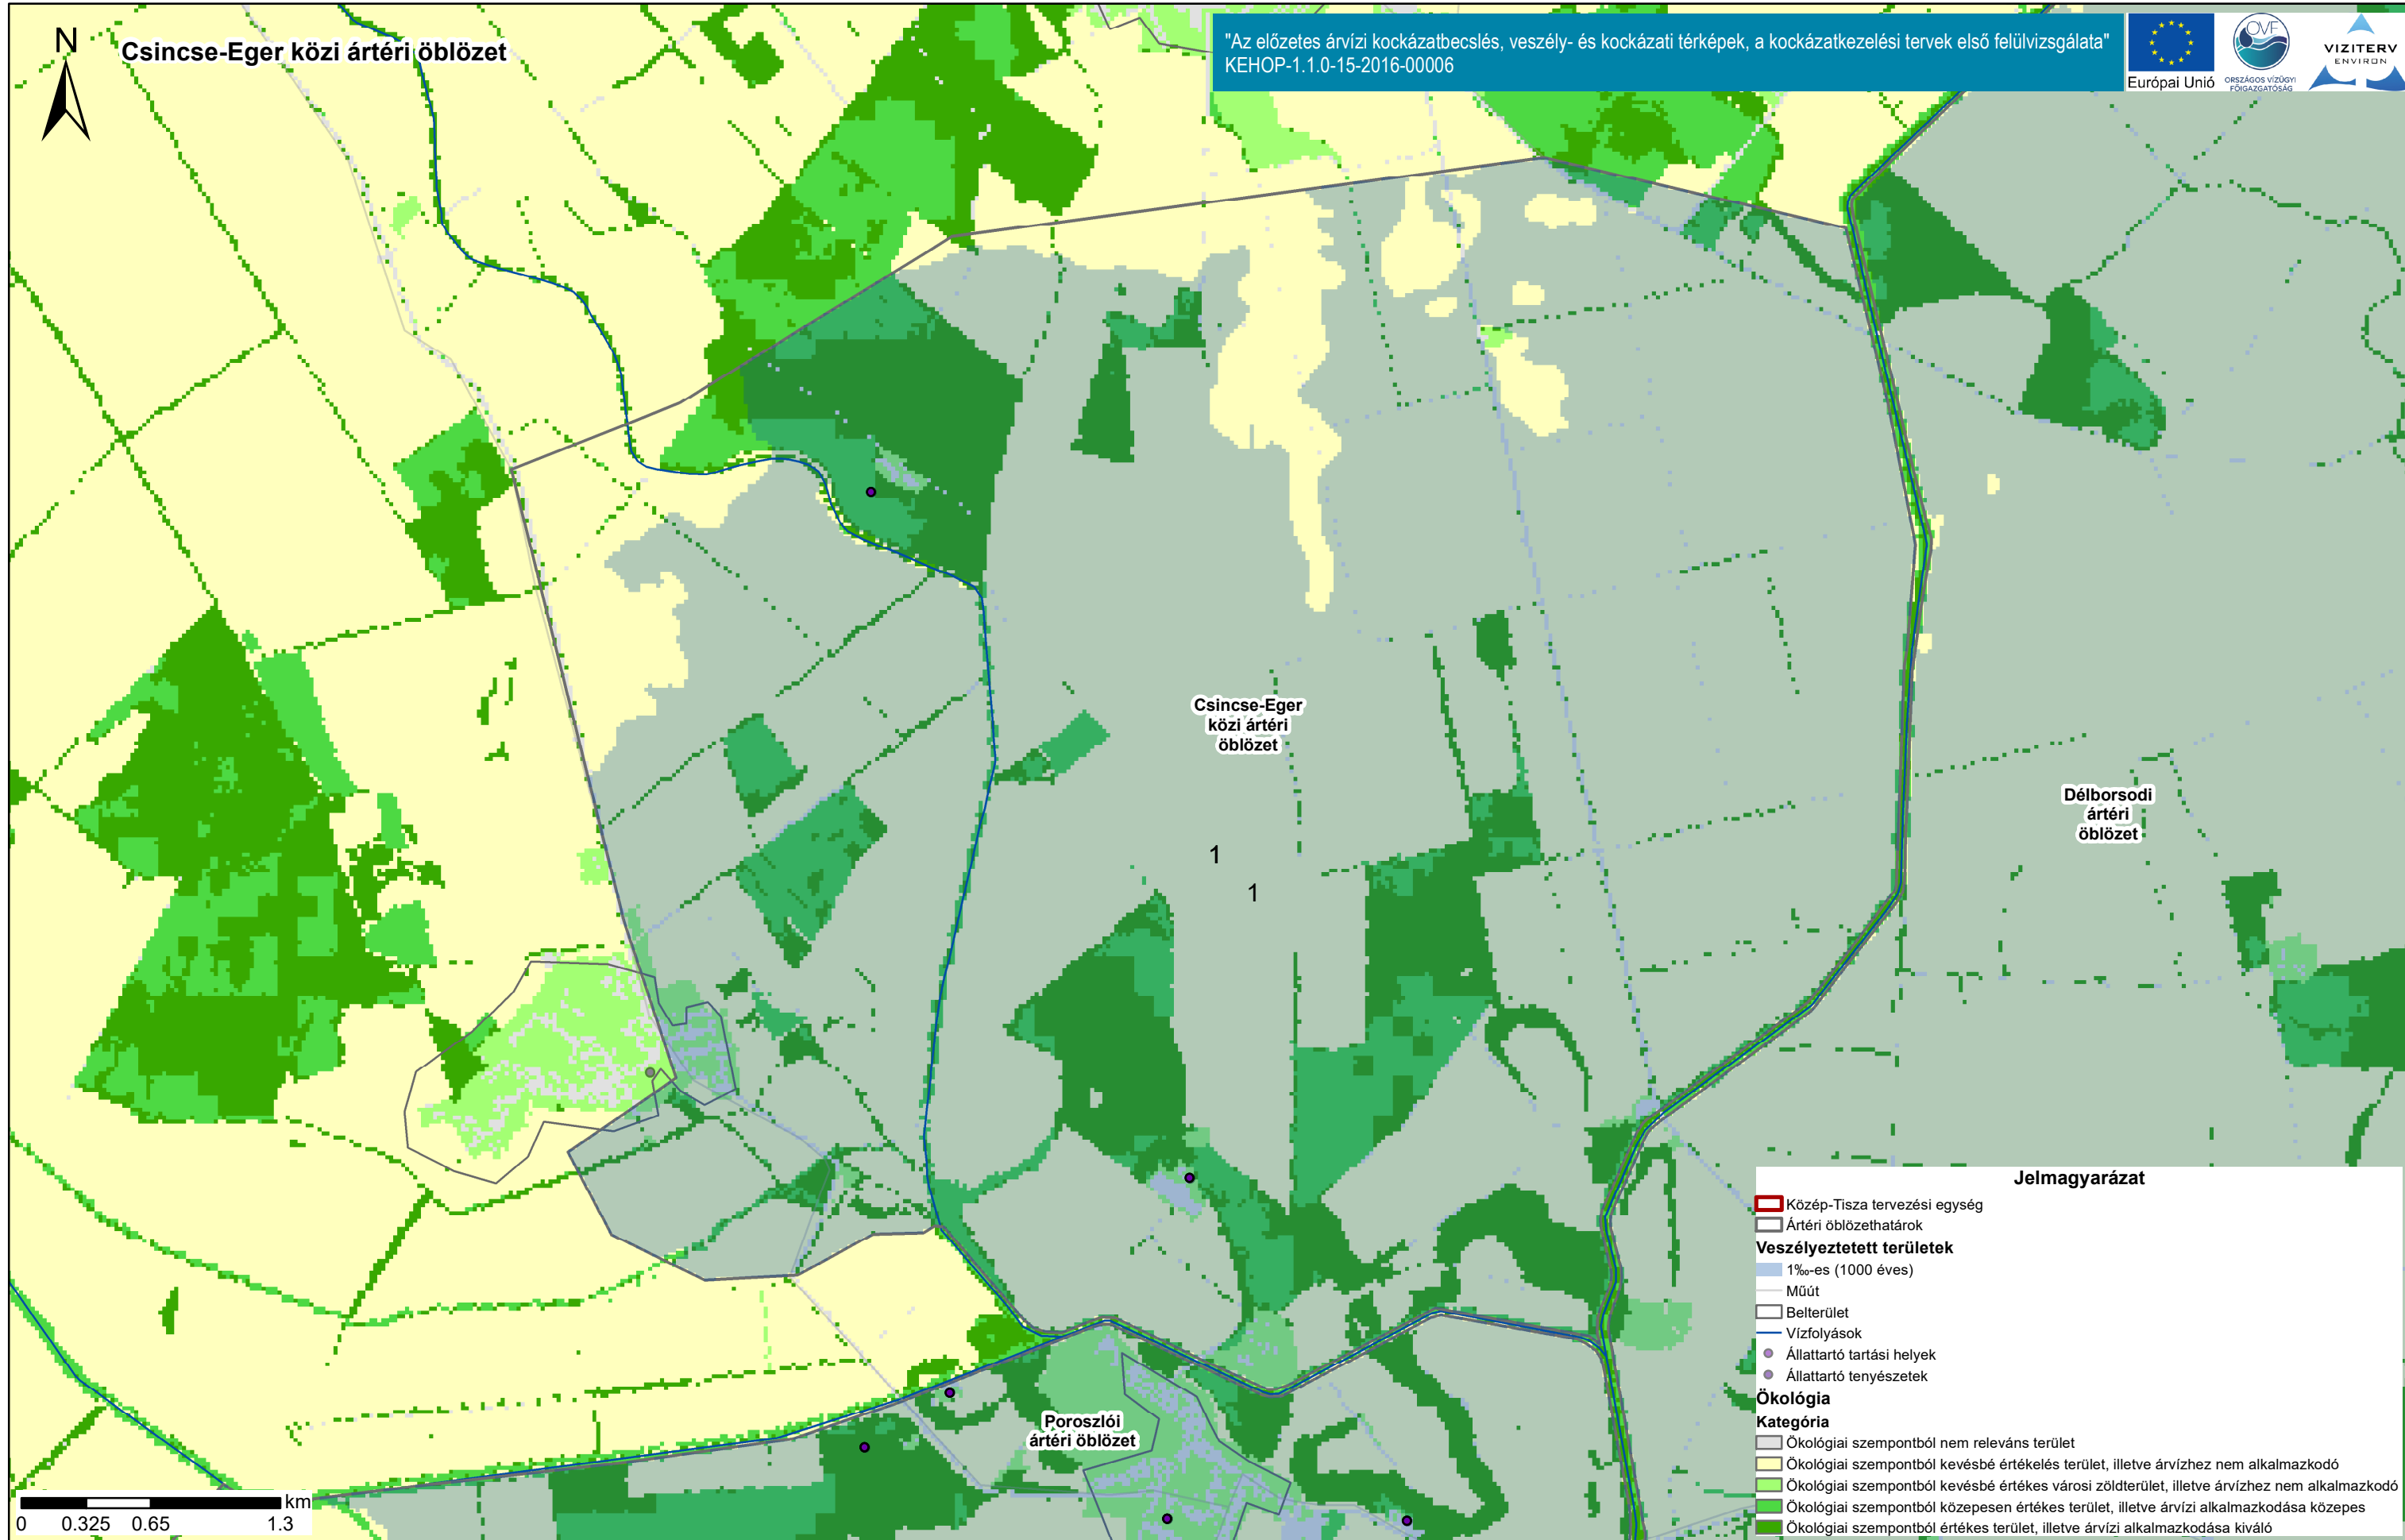 N
Csincse-Eger közi ártéri öblözet
"Az előzetes árvízi kockázatbecslés, veszély- és kockázati térképek, a kockázatkezelési tervek első felülvizsgálata"
KEHOP-1.1.0-15-2016-00006
Európai Unió
OVF
ORSZÁGOS VÍZÜGYI
FŐIGAZGATÓSÁG
VIZITERV
ENVIRON
Csincse-Eger
közi ártéri
öblözet
Délborsodi
ártéri
öblözet
1
1
Poroszlói
ártéri öblözet
Jelmagyarázat
Közép-Tisza tervezési egység
Ártéri öblözethatárok
Veszélyeztetett területek
1‰-es (1000 éves)
Műút
Belterület
Vízfolyások
Állattartó tartási helyek
Állattartó tenyészetek
Ökológia
Kategória
Ökológiai szempontból nem releváns terület
Ökológiai szempontból kevésbé értékelés terület, illetve árvízhez nem alkalmazkodó
Ökológiai szempontból kevésbé értékes városi zöldterület, illetve árvízhez nem alkalmazkodó
Ökológiai szempontból közepesen értékes terület, illetve árvízi alkalmazkodása közepes
Ökológiai szempontból értékes terület, illetve árvízi alkalmazkodása kiváló
km
0 0.325 0.65 1.3